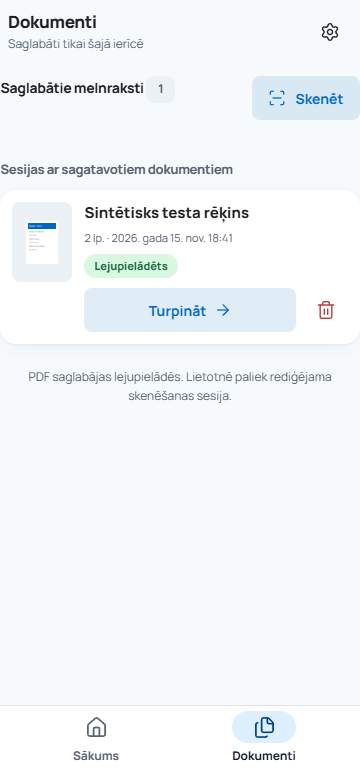 Dokumenti
Saglabāti tikai šajā ierīcē
Saglabātie melnraksti 1
Skenēt
Sesijas ar sagatavotiem dokumentiem
Sintētisks testa rēķins
2 lp. · 2026. gada 15. nov. 18:41
Lejupielādēts
Turpināt
PDF saglabājas lejupielādēs. Lietotnē paliek rediģējama
skenēšanas sesija.
Sākums
Dokumenti